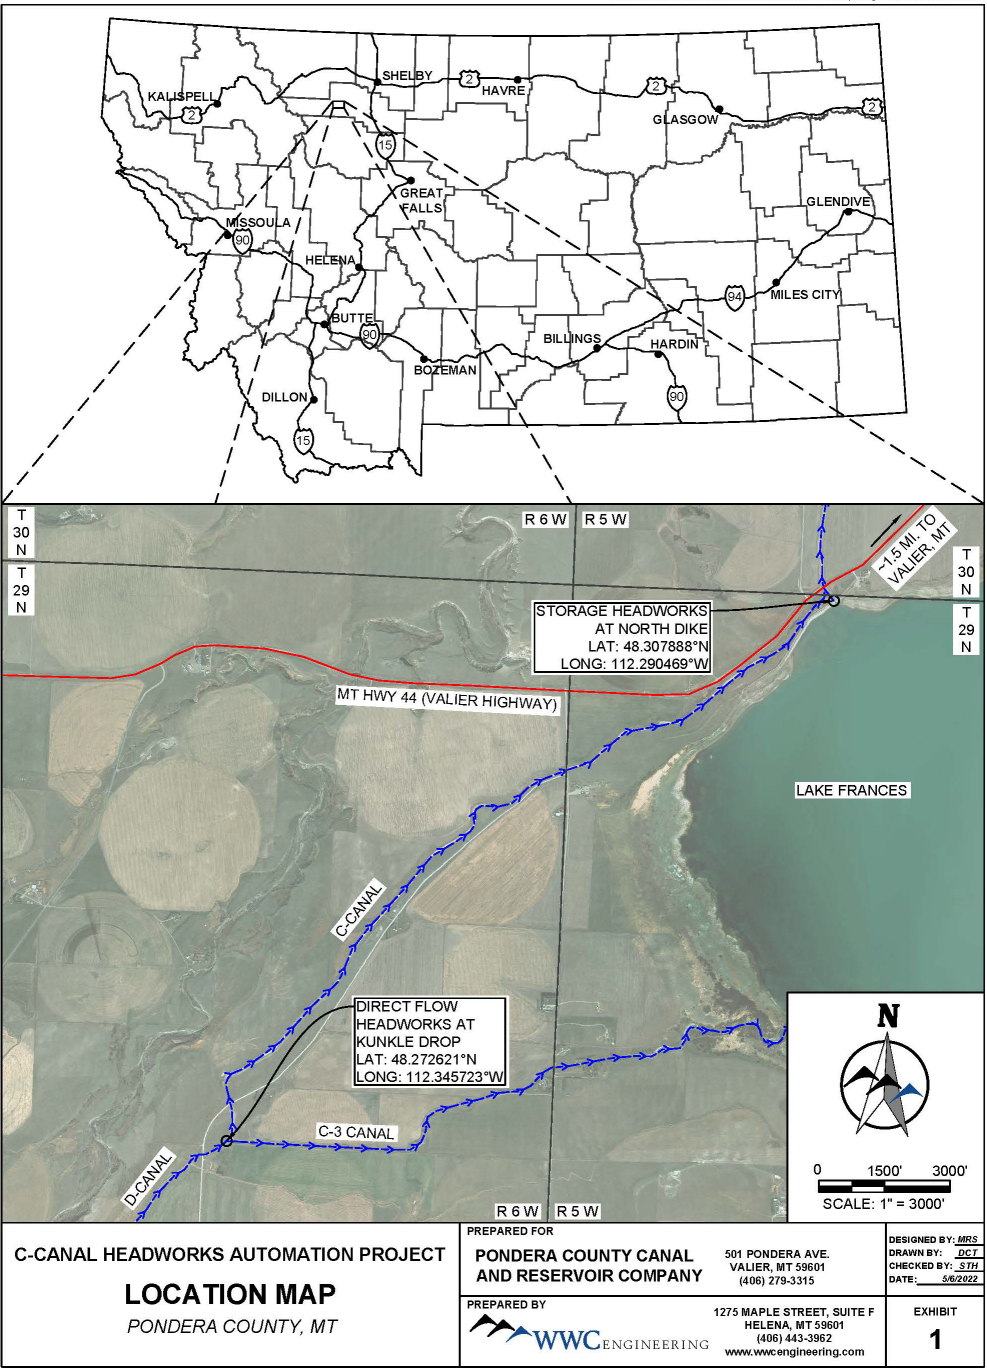 SHELBY
2
HAVRE
2
KALISPELL
2
GLASGOW
2
15
GREAT
FALLS
GLENDIVE
MISSOULA
90
HELENA
94
MILES CITY
BUTTE
90
BILLINGS
HARDIN
BOZEMAN
DILLON
90
15
T
30
N
T
29
N
R 6 W
R 5 W
~1.5 MI. TO
VALIER, MT
T
30
N
T
29
N
STORAGE HEADWORKS
AT NORTH DIKE
LAT: 48.307888°N
LONG: 112.290469°W
MT HWY 44 (VALIER HIGHWAY)
LAKE FRANCES
C-CANAL
DIRECT FLOW
HEADWORKS AT
KUNKLE DROP
LAT: 48.272621°N
LONG: 112.345723°W
C-3 CANAL
D-CANAL
R 6 W
R 5 W
N
0 1500' 3000'
SCALE: 1" = 3000'
C-CANAL HEADWORKS AUTOMATION PROJECT
LOCATION MAP
PONDERA COUNTY, MT
PREPARED FOR
PONDERA COUNTY CANAL
AND RESERVOIR COMPANY
501 PONDERA AVE.
VALIER, MT 59601
(406) 279-3315
PREPARED BY
WWC ENGINEERING
1275 MAPLE STREET, SUITE F
HELENA, MT 59601
(406) 443-3962
www.wwcengineering.com
DESIGNED BY: MRS
DRAWN BY: DCT
CHECKED BY: STH
DATE: 5/6/2022
EXHIBIT
1